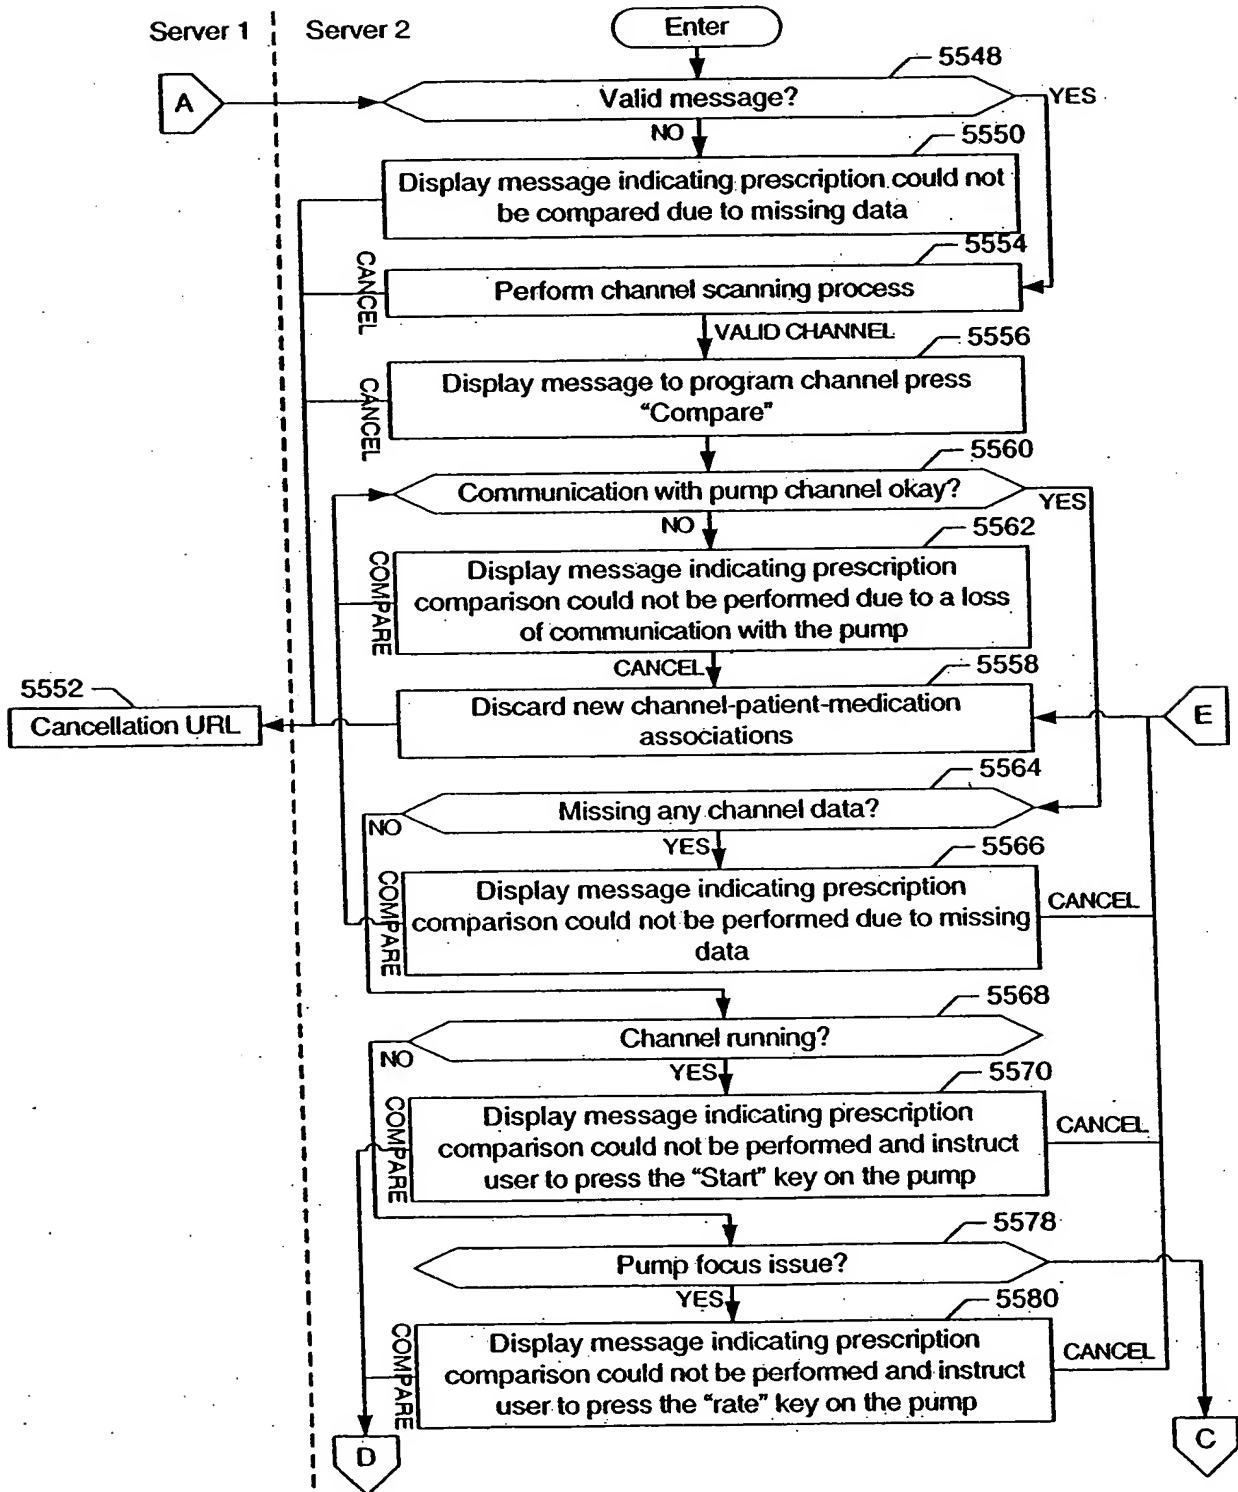 Server 1
Server 2
Enter
5548
A
Valid message?
YES
NO
5550
Display message indicating prescription could not
be compared due to missing data
5554
CANCEL
Perform channel scanning process
VALID CHANNEL
5556
CANCEL
Display message to program channel press
“Compare”
5560
Communication with pump channel okay?
YES
NO
5562
COMPARE
Display message indicating prescription
comparison could not be performed due to a loss
of communication with the pump
CANCEL
5558
5552
Cancellation URL
Discard new channel-patient-medication
associations
E
5564
Missing any channel data?
NO
YES
5566
COMPARE
Display message indicating prescription
comparison could not be performed due to missing
data
CANCEL
5568
Channel running?
NO
YES
5570
COMPARE
Display message indicating prescription
comparison could not be performed and instruct
user to press the “Start” key on the pump
CANCEL
5578
Pump focus issue?
YES
5580
COMPARE
Display message indicating prescription
comparison could not be performed and instruct
user to press the “rate” key on the pump
CANCEL
D
C